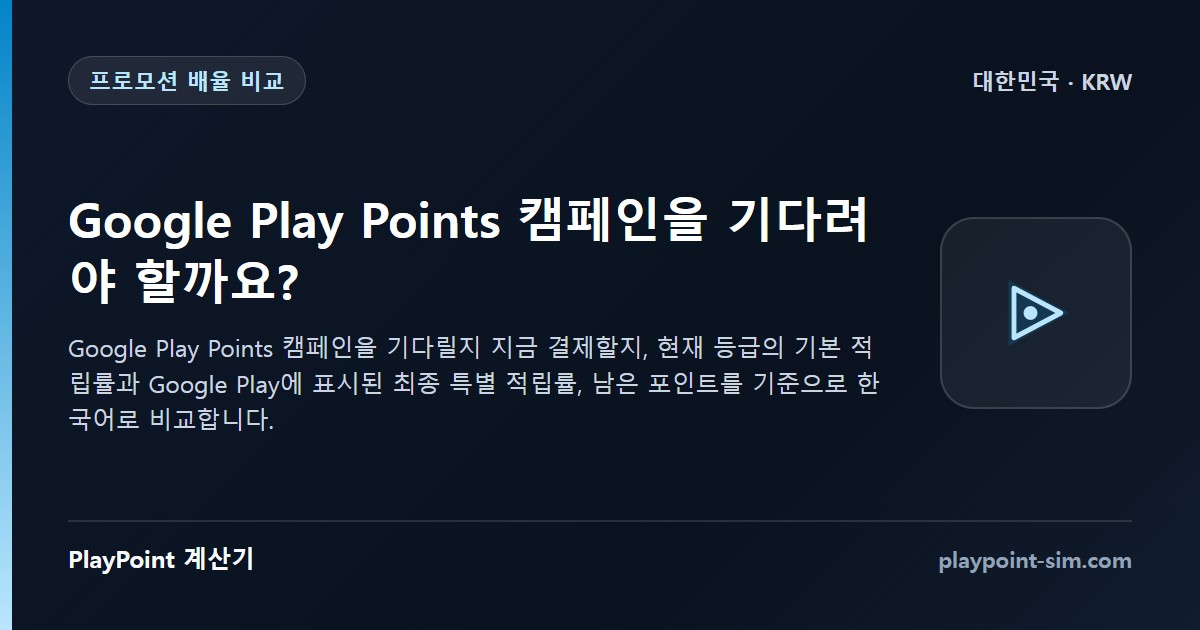 프로모션 배율 비교
대한민국 · KRW
Google Play Points 캠페인을 기다려
야 할까요?
Google Play Points 캠페인을 기다릴지 지금 결제할지, 현재 등급의 기본 적
립률과 Google Play에 표시된 최종 특별 적립률, 남은 포인트를 기준으로 한
국어로 비교합니다.
PlayPoint 계산기
playpoint-sim.com